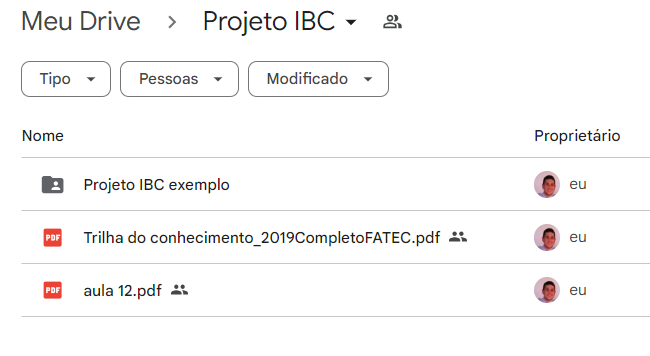 Meu Drive > Projeto IBC
Tipo Pessoas Modificado
Nome Proprietário
Projeto IBC exemplo eu
PDF Trilha do conhecimento_2019CompletoFATEC.pdf eu
PDF aula 12.pdf eu